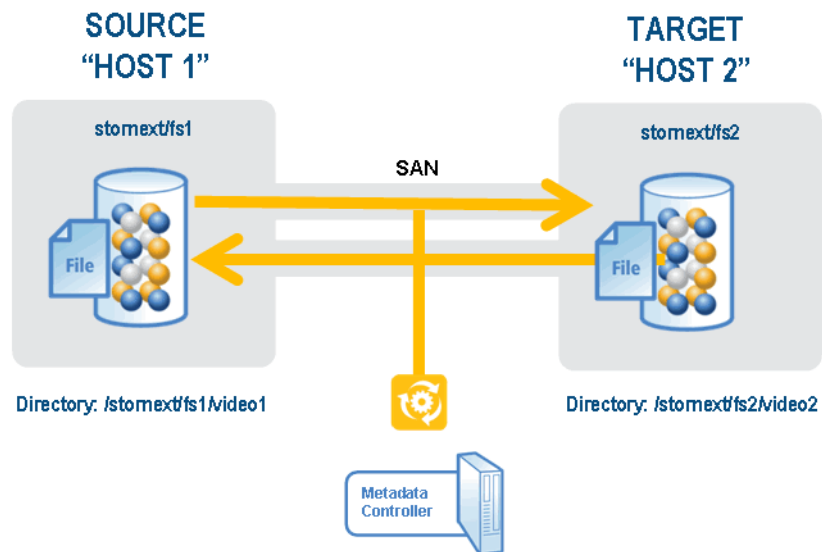 SOURCE
“HOST 1”
TARGET
“HOST 2”
stornext/fs1
stornext/fs2
SAN
File
File
Directory: /stornext/fs1/video1
Directory: /stornext/fs2/video2
Metadata
Controller